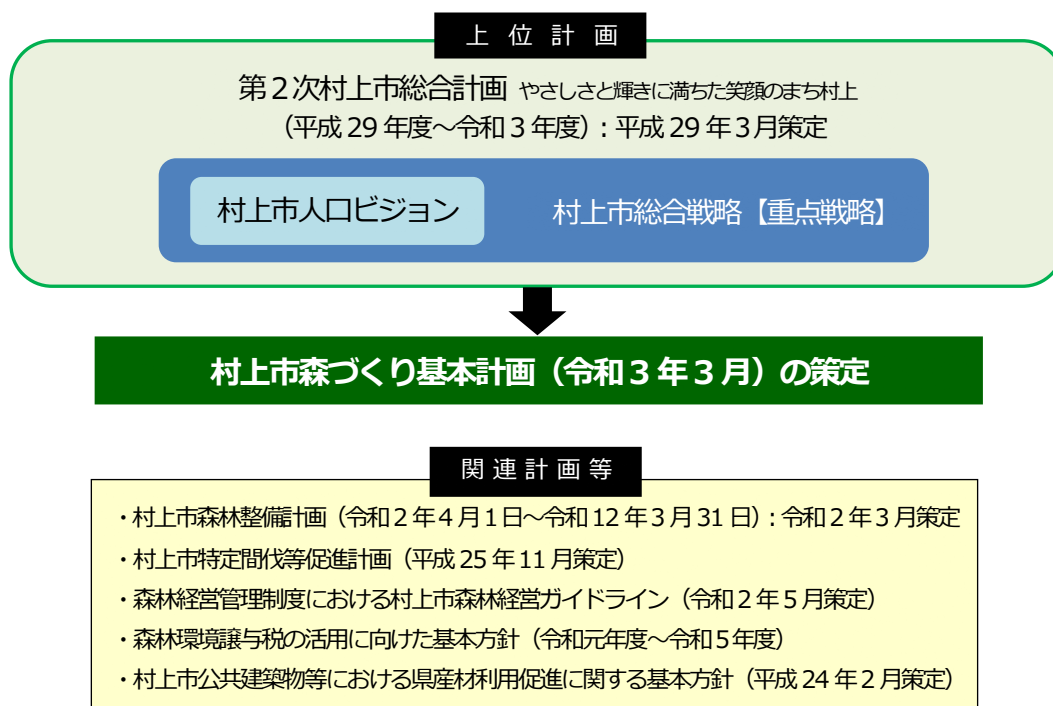 上位計画
第２次村上市総合計画 やさしさと輝きに満ちた笑顔のまち村上
（平成 29 年度～令和３年度）：平成 29 年３月策定
村上市人口ビジョン 村上市総合戦略【重点戦略】
村上市森づくり基本計画（令和３年３月）の策定
関連計画等
・村上市森林整備計画（令和２年４月１日～令和 12 年３月 31 日）：令和２年３月策定
・村上市特定間伐等促進計画（平成 25 年 11 月策定）
・森林経営管理制度における村上市森林経営ガイドライン（令和２年５月策定）
・森林環境譲与税の活用に向けた基本方針（令和元年度～令和５年度）
・村上市公共建築物等における県産材利用促進に関する基本方針（平成 24 年２月策定）